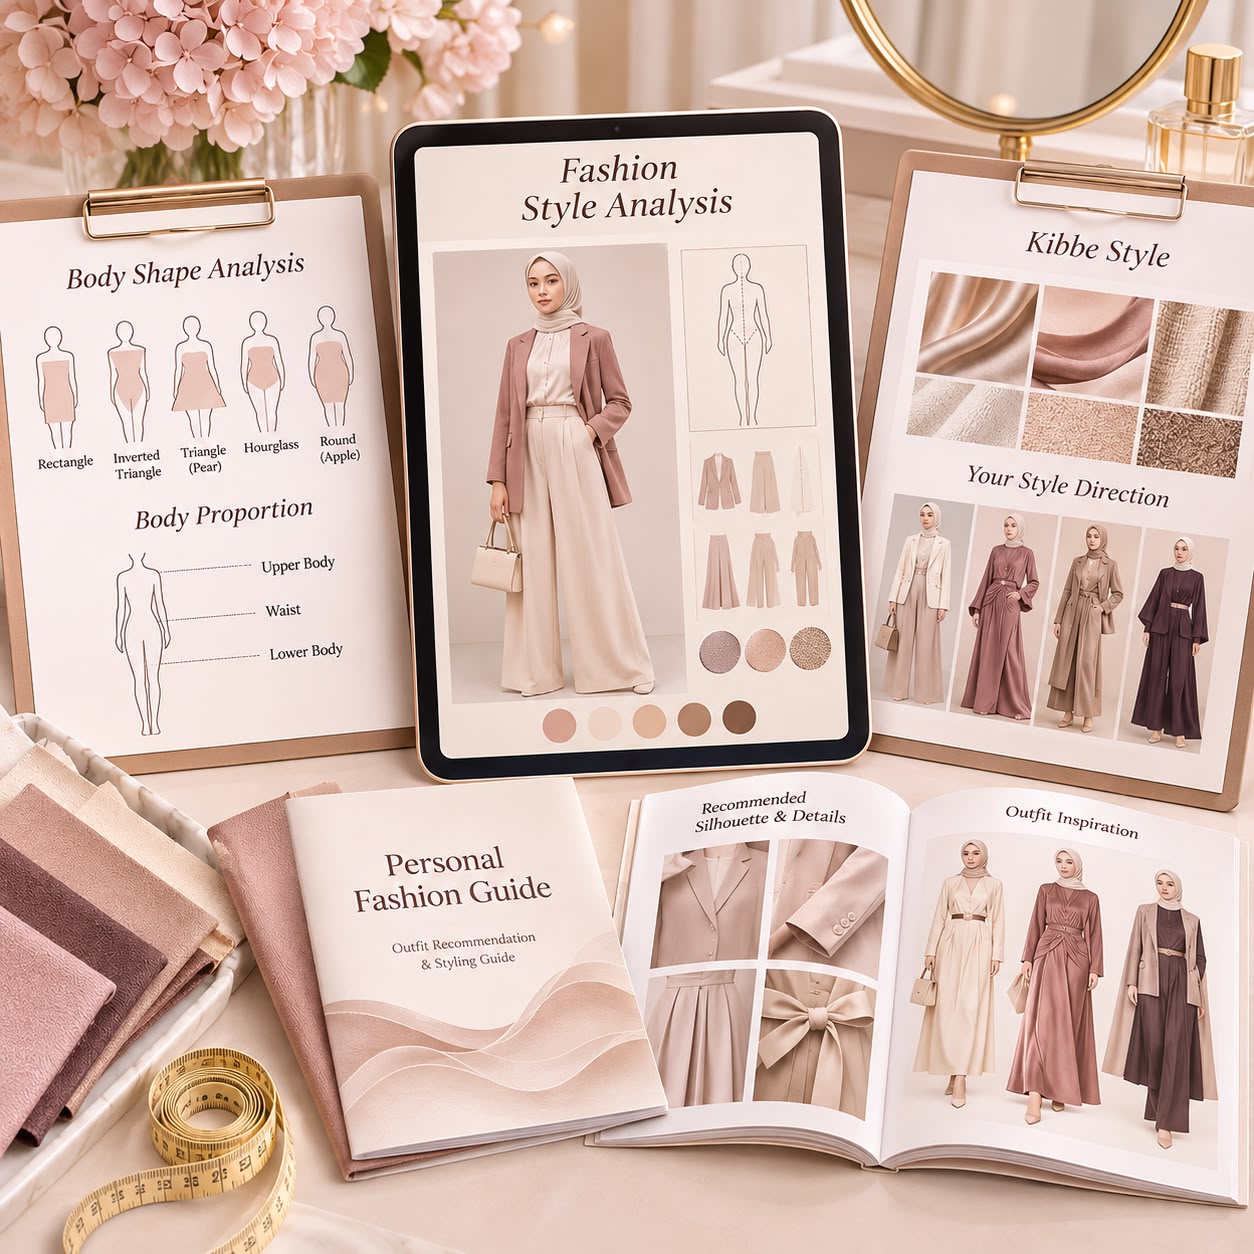 Body Shape Analysis
Rectangle
Inverted
Triangle
Triangle
(Pear)
Hourglass
Round
(Apple)
Body Proportion
Upper Body
Waist
Lower Body
Fashion
Style Analysis
Kibbe Style
Your Style Direction
Personal
Fashion Guide
Outfit Recommendation
& Styling Guide
Recommended
Silhouette & Details
Outfit Inspiration